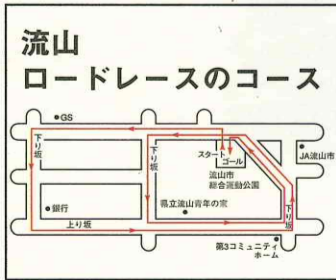 流山
ロードレースのコース
GS
下り坂
下り坂
スタート
ゴール
JA流山市
流山市
総合運動公園
銀行
県立流山青年の家
下り坂
上り坂
第3コミュニティ
ホーム